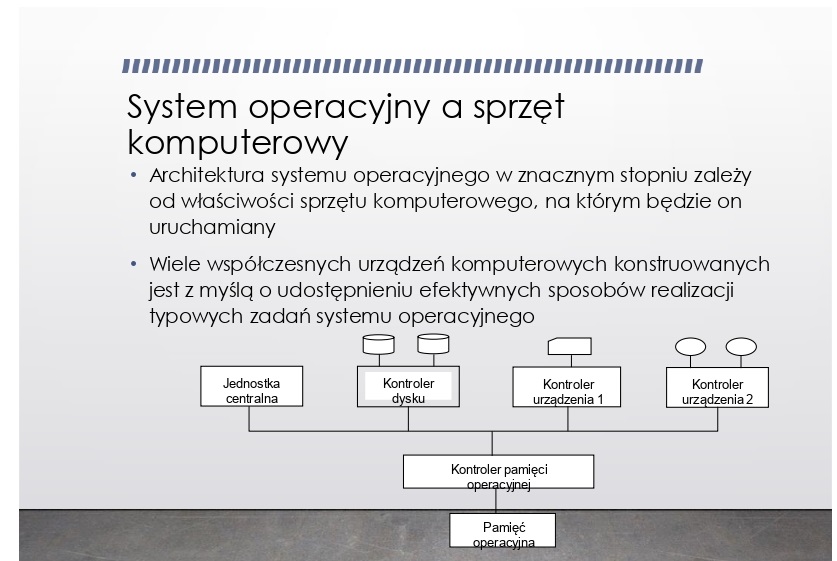 System operacyjny a sprzęt
komputerowy
• Architektura systemu operacyjnego w znacznym stopniu zależy
od właściwości sprzętu komputerowego, na którym będzie on
uruchamiany
• Wiele współczesnych urządzeń komputerowych konstruowanych
jest z myślą o udostępnieniu efektywnych sposobów realizacji
typowych zadań systemu operacyjnego
Jednostka
centralna
Kontroler
dysku
Kontroler
urządzenia 1
Kontroler
urządzenia 2
Kontroler pamięci
operacyjnej
Pamięć
operacyjna